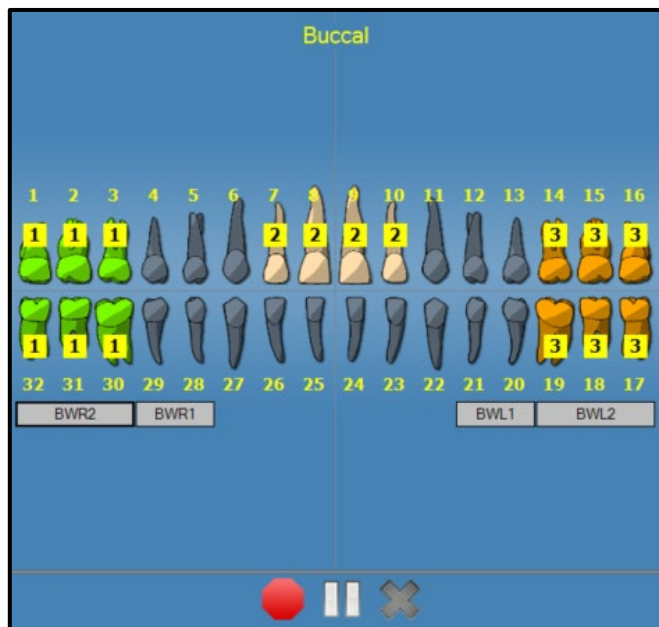 Buccal
1 2 3 4 5 6 7 8 9 10 11 12 13 14 15 16
1 1 1 2 2 2 2 3 3 3
1 1 1 3 3 3
32 31 30 29 28 27 26 25 24 23 22 21 20 19 18 17
BWR2 BWR1 BWL1 BWL2